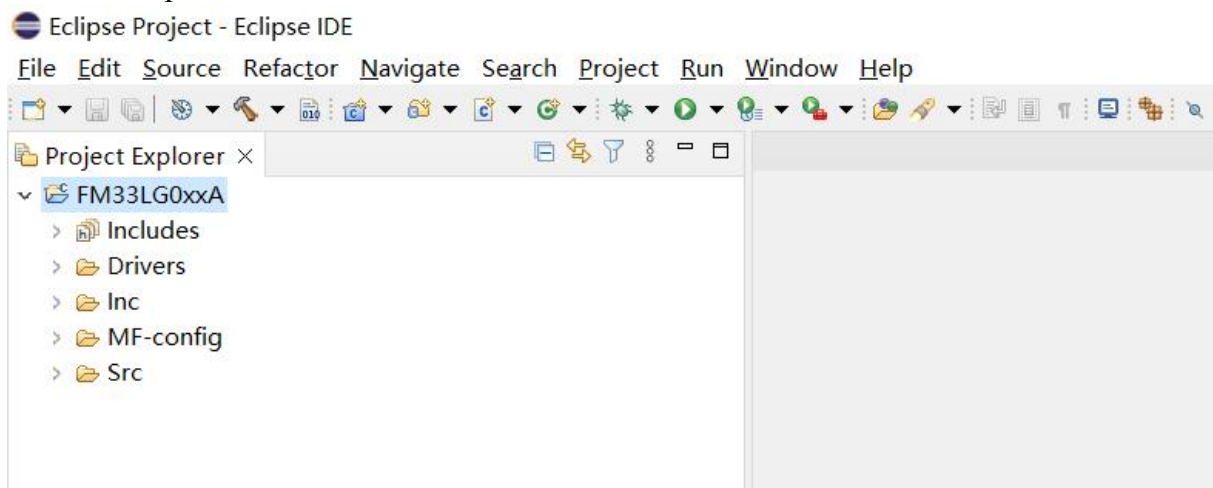 Eclipse Project - Eclipse IDE
File Edit Source Refactor Navigate Search Project Run Window Help
Project Explorer
FM33LG0xxA
Includes
Drivers
Inc
MF-config
Src